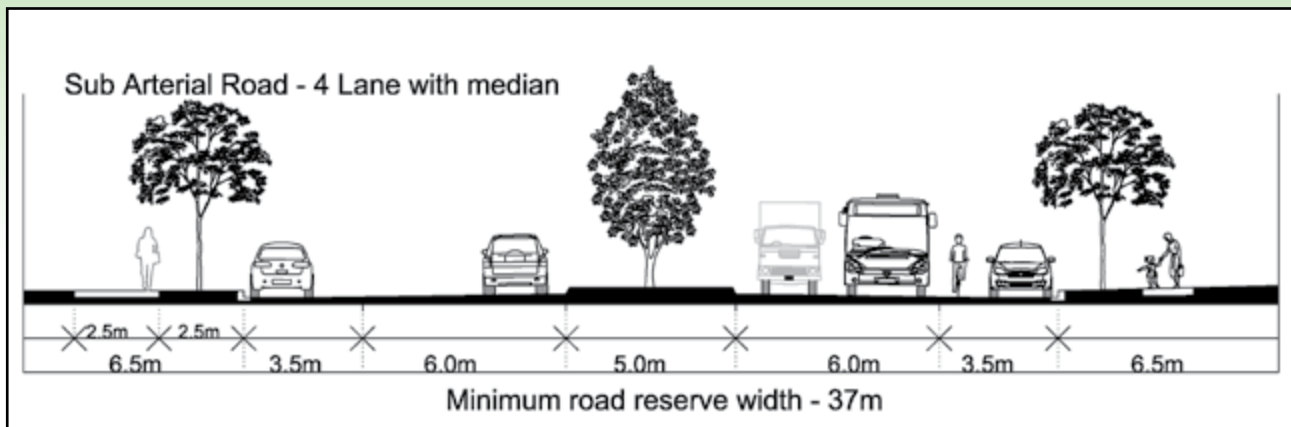 Sub Arterial Road - 4 Lane with median
2.5m 2.5m
6.5m 3.5m 6.0m 5.0m 6.0m 3.5m 6.5m
Minimum road reserve width - 37m